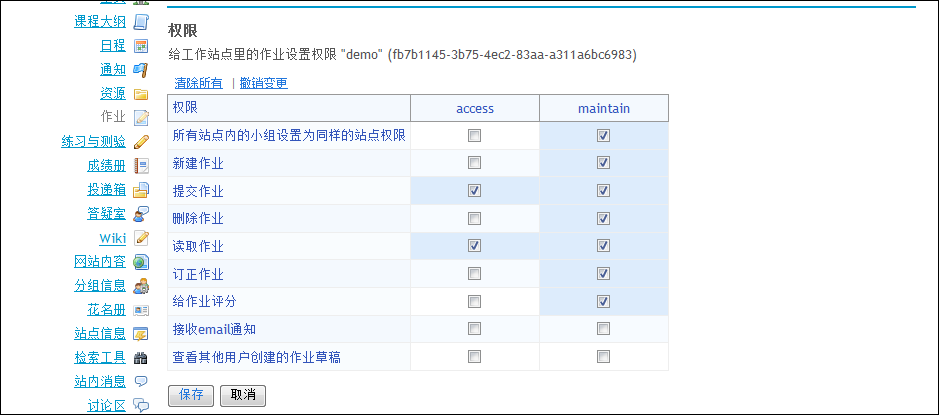 课程大纲
日程
通知
资源
作业
练习与测验
成绩册
投递箱
答疑室
Wiki
网站内容
分组信息
花名册
站点信息
检索工具
站内消息
讨论区
权限
给工作站点里的作业设置权限 "demo" (fb7b1145-3b75-4ec2-83aa-a311a6bc6983)
清除所有 | 撤销变更
权限 access maintain
所有站点内的小组设置为同样的站点权限
新建作业
提交作业
删除作业
读取作业
订正作业
给作业评分
接收email通知
查看其他用户创建的作业草稿
保存 取消